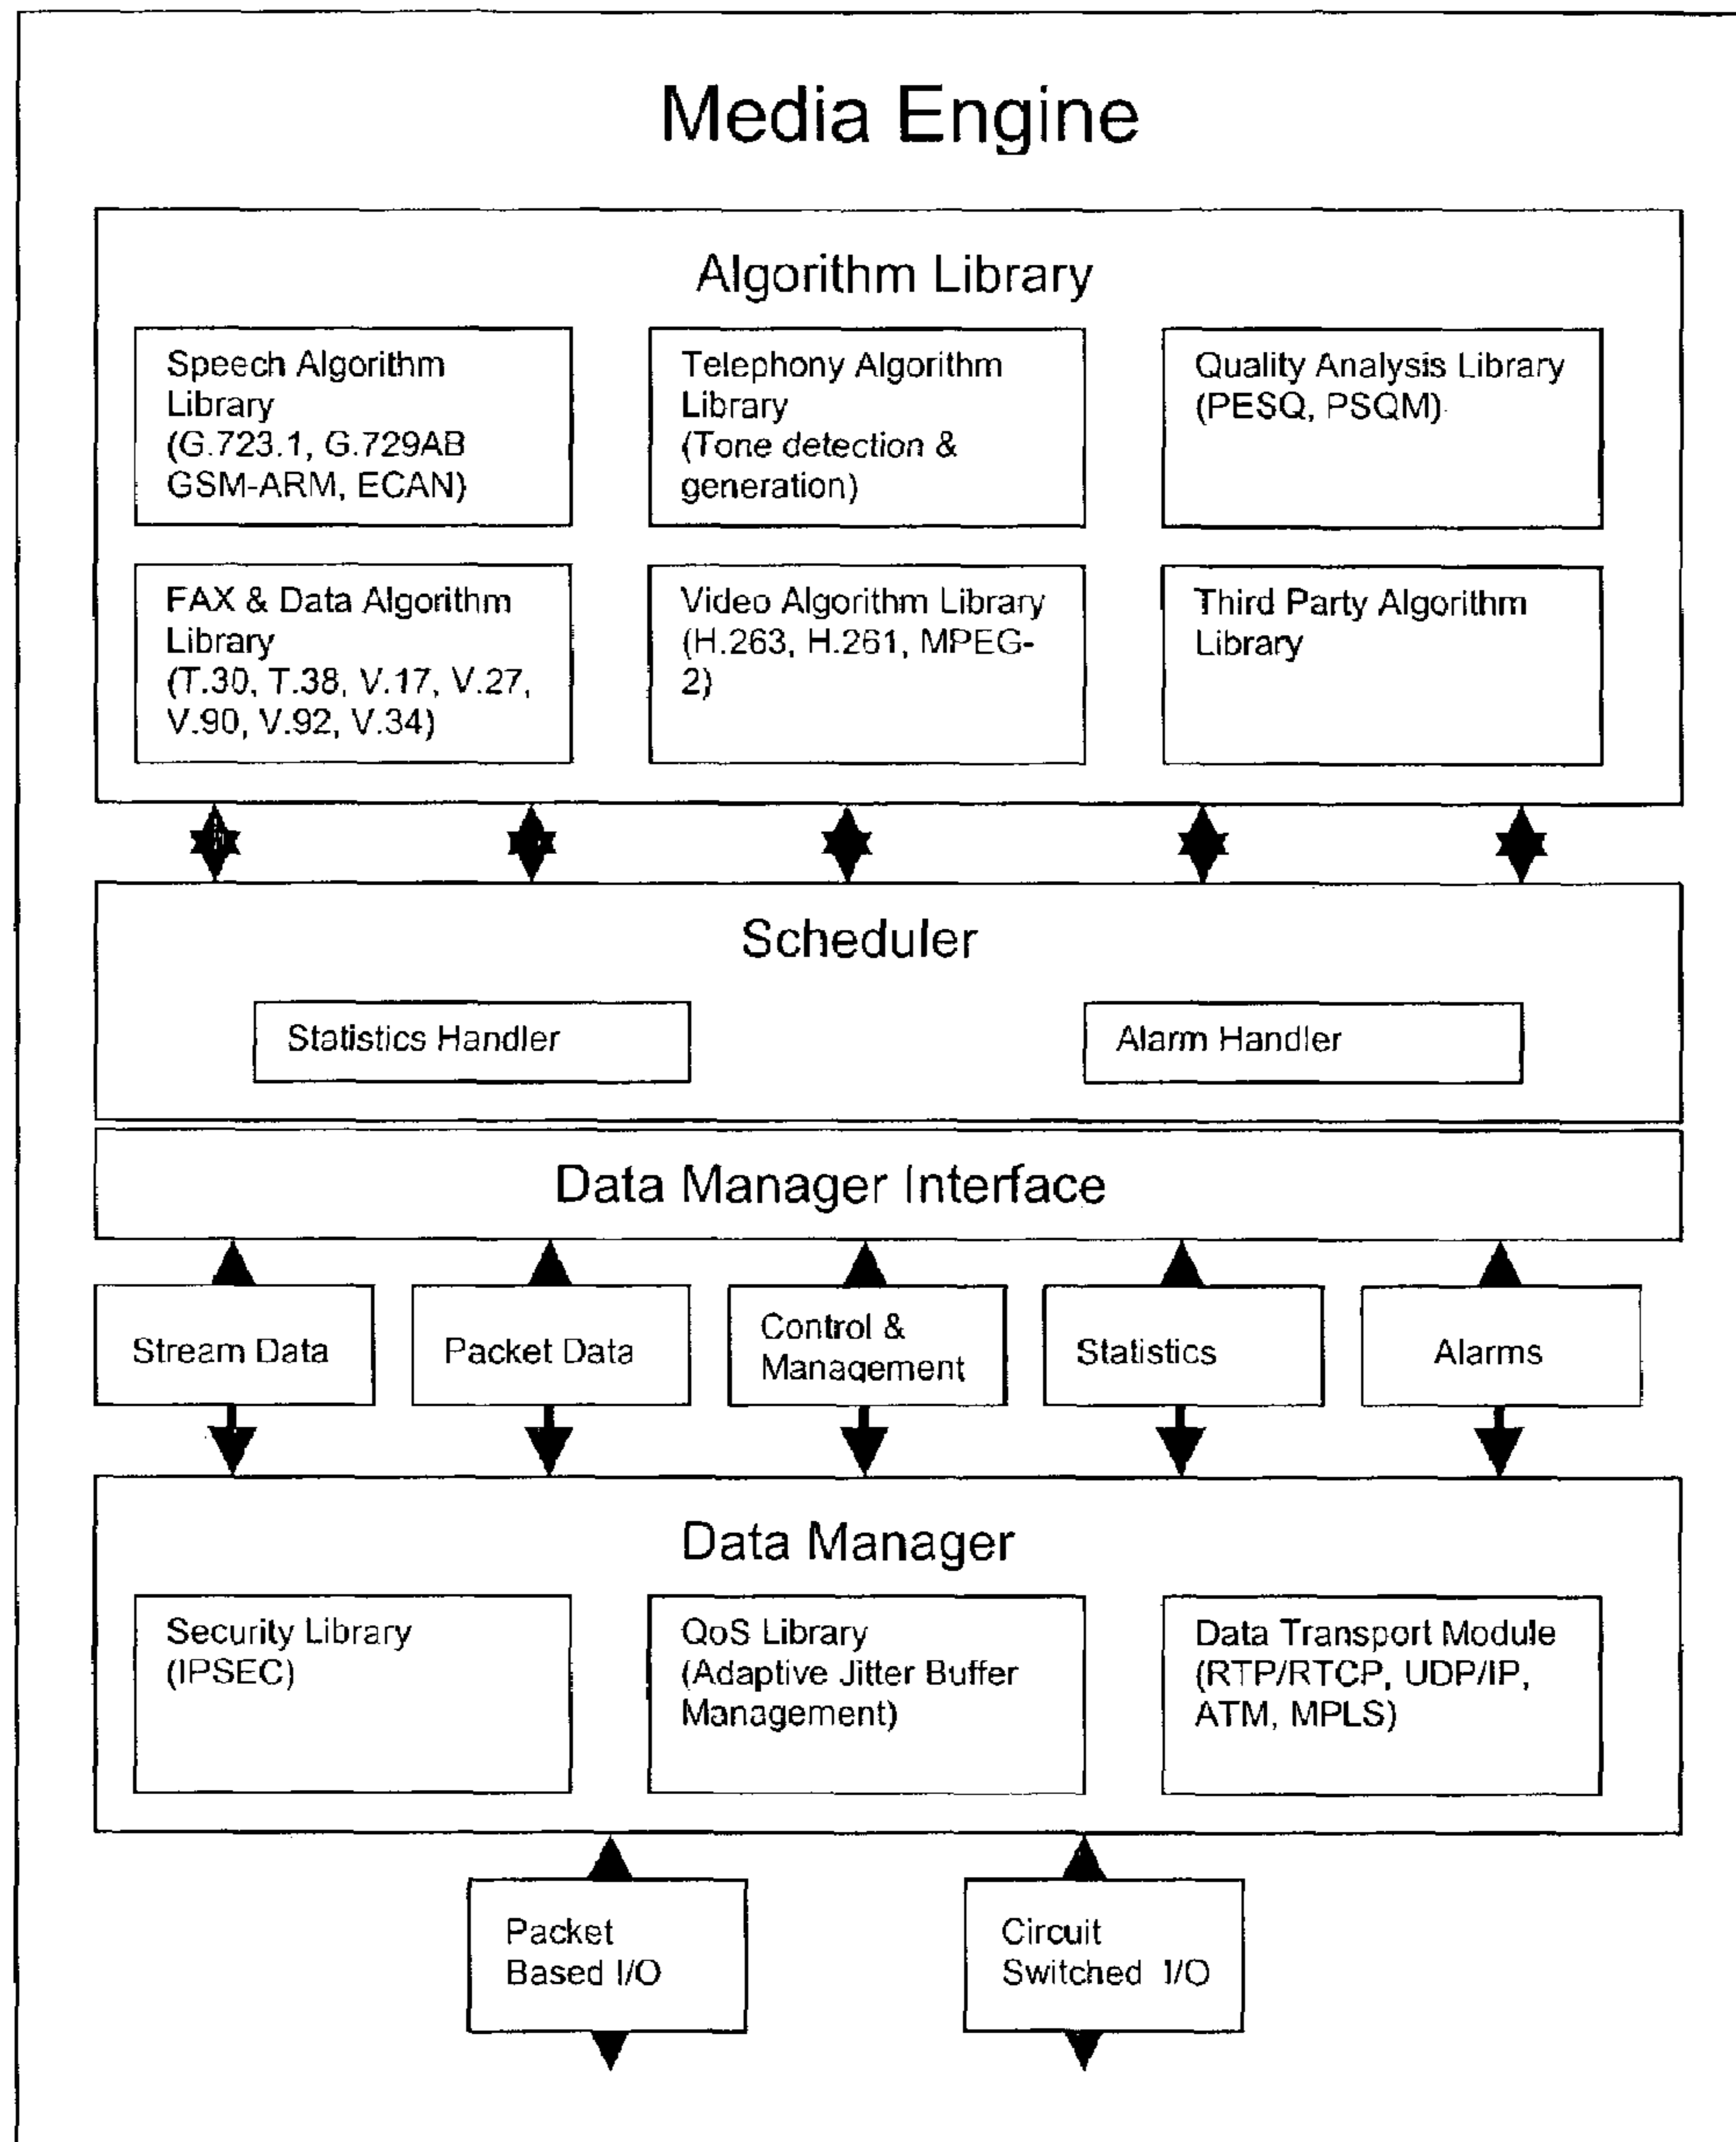 Media Engine
Algorithm Library
Speech Algorithm
Library
(G.723.1, G.729AB
GSM-ARM, ECAN)
Telephony Algorithm
Library
(Tone detection &
generation)
Quality Analysis Library
(PESQ, PSQM)
FAX & Data Algorithm
Library
(T.30, T.38, V.17, V.27,
V.90, V.92, V.34)
Video Algorithm Library
(H.263, H.261, MPEG-
2)
Third Party Algorithm
Library
Scheduler
Statistics Handler
Alarm Handler
Data Manager Interface
Stream Data
Packet Data
Control &
Management
Statistics
Alarms
Data Manager
Security Library
(IPSEC)
QoS Library
(Adaptive Jitter Buffer
Management)
Data Transport Module
(RTP/RTCP, UDP/IP,
ATM, MPLS)
Packet
Based I/O
Circuit
Switched I/O